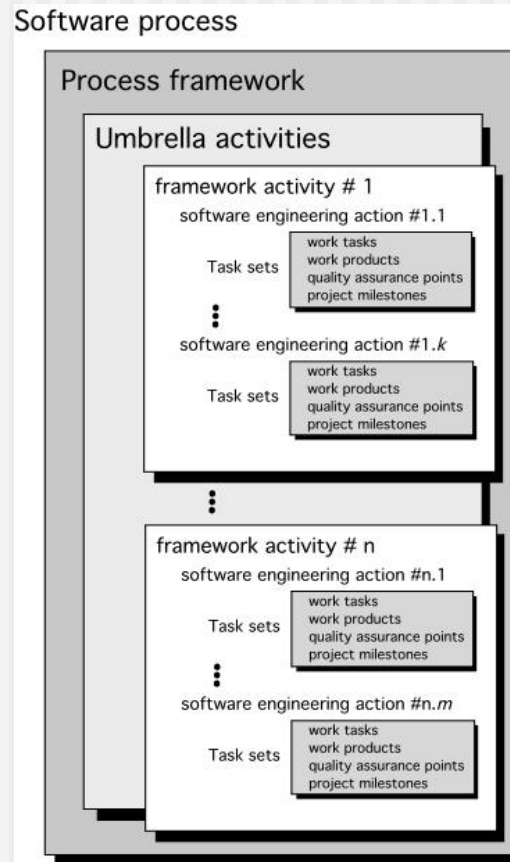 Software process
Process framework
Umbrella activities
framework activity # 1
software engineering action #1.1
Task sets
work tasks
work products
quality assurance points
project milestones
software engineering action #1.k
Task sets
work tasks
work products
quality assurance points
project milestones
framework activity # n
software engineering action #n.1
Task sets
work tasks
work products
quality assurance points
project milestones
software engineering action #n.m
Task sets
work tasks
work products
quality assurance points
project milestones